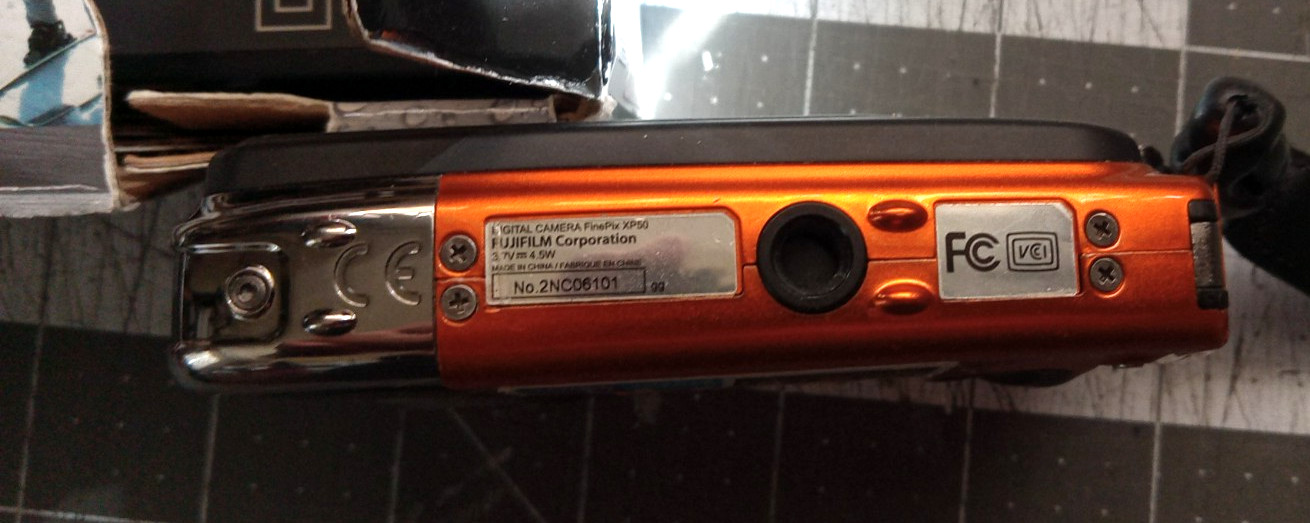 CE
DIGITAL CAMERA FinePix XP50
FUJIFILM Corporation
3.7V⎓4.5W
MADE IN CHINA / FABRIQUE EN CHINE
No.2NC06101 gg
FC
VCI